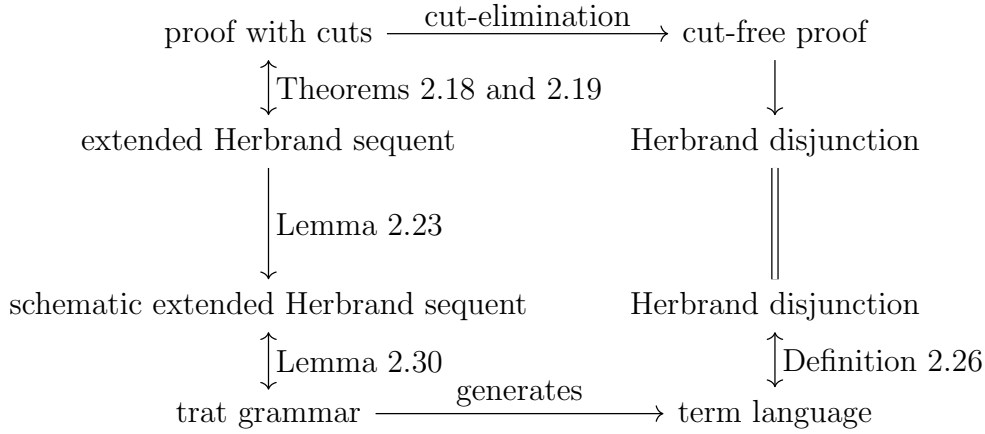 cut-elimination
proof with cuts
cut-free proof
Theorems 2.18 and 2.19
extended Herbrand sequent
Herbrand disjunction
Lemma 2.23
schematic extended Herbrand sequent
Herbrand disjunction
Lemma 2.30
Definition 2.26
generates
trat grammar
term language